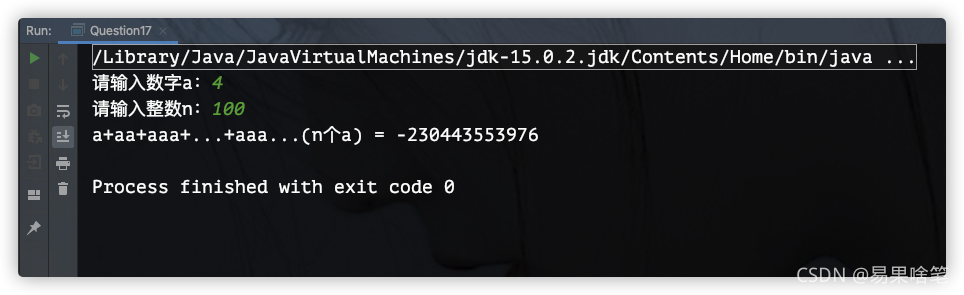 Run: Question17
/Library/Java/JavaVirtualMachines/jdk-15.0.2.jdk/Contents/Home/bin/java ...
请输入数字a：4
请输入整数n：100
a+aa+aaa+...+aaa...(n个a) = -230443553976
Process finished with exit code 0
CSDN @易果啥笔